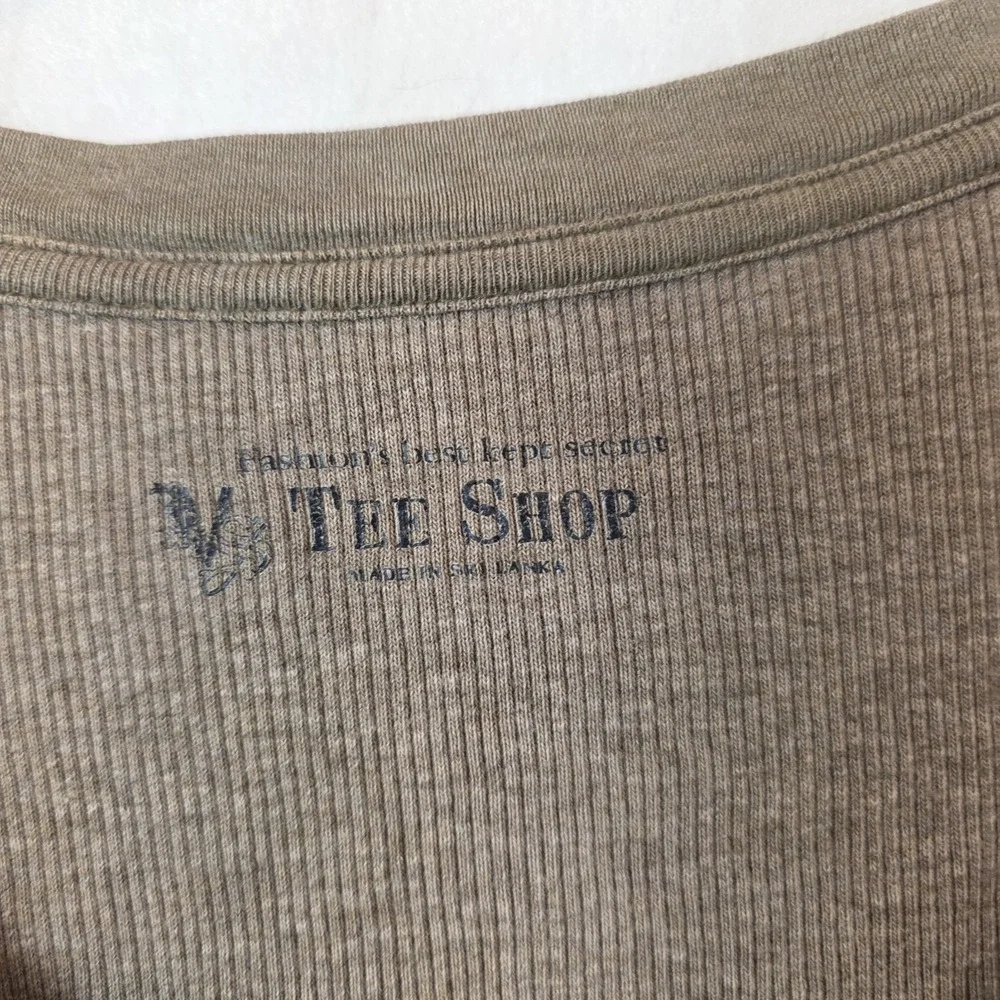 Fashion's best kept secret
V TEE SHOP
MADE IN SRI LANKA